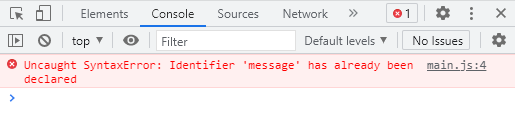 Elements Console Sources Network » 1
top Filter Default levels No Issues
Uncaught SyntaxError: Identifier 'message' has already been main.js:4
declared